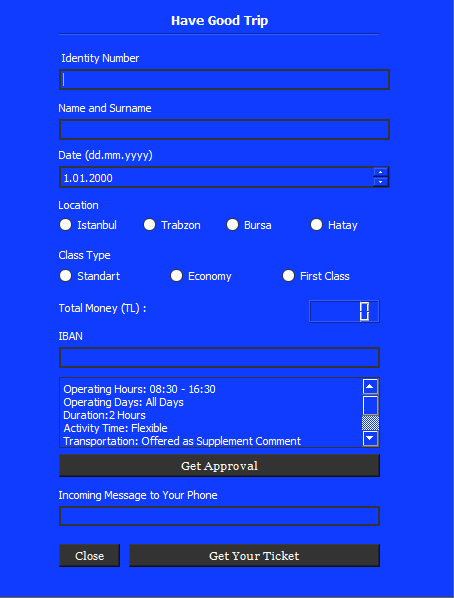 Have Good Trip
Identity Number
Name and Surname
Date (dd.mm.yyyy)
1.01.2000
Location
Istanbul Trabzon Bursa Hatay
Class Type
Standart Economy First Class
Total Money (TL) : 0
IBAN
Operating Hours: 08:30 - 16:30
Operating Days: All Days
Duration:2 Hours
Activity Time: Flexible
Transportation: Offered as Supplement Comment
Get Approval
Incoming Message to Your Phone
Close Get Your Ticket